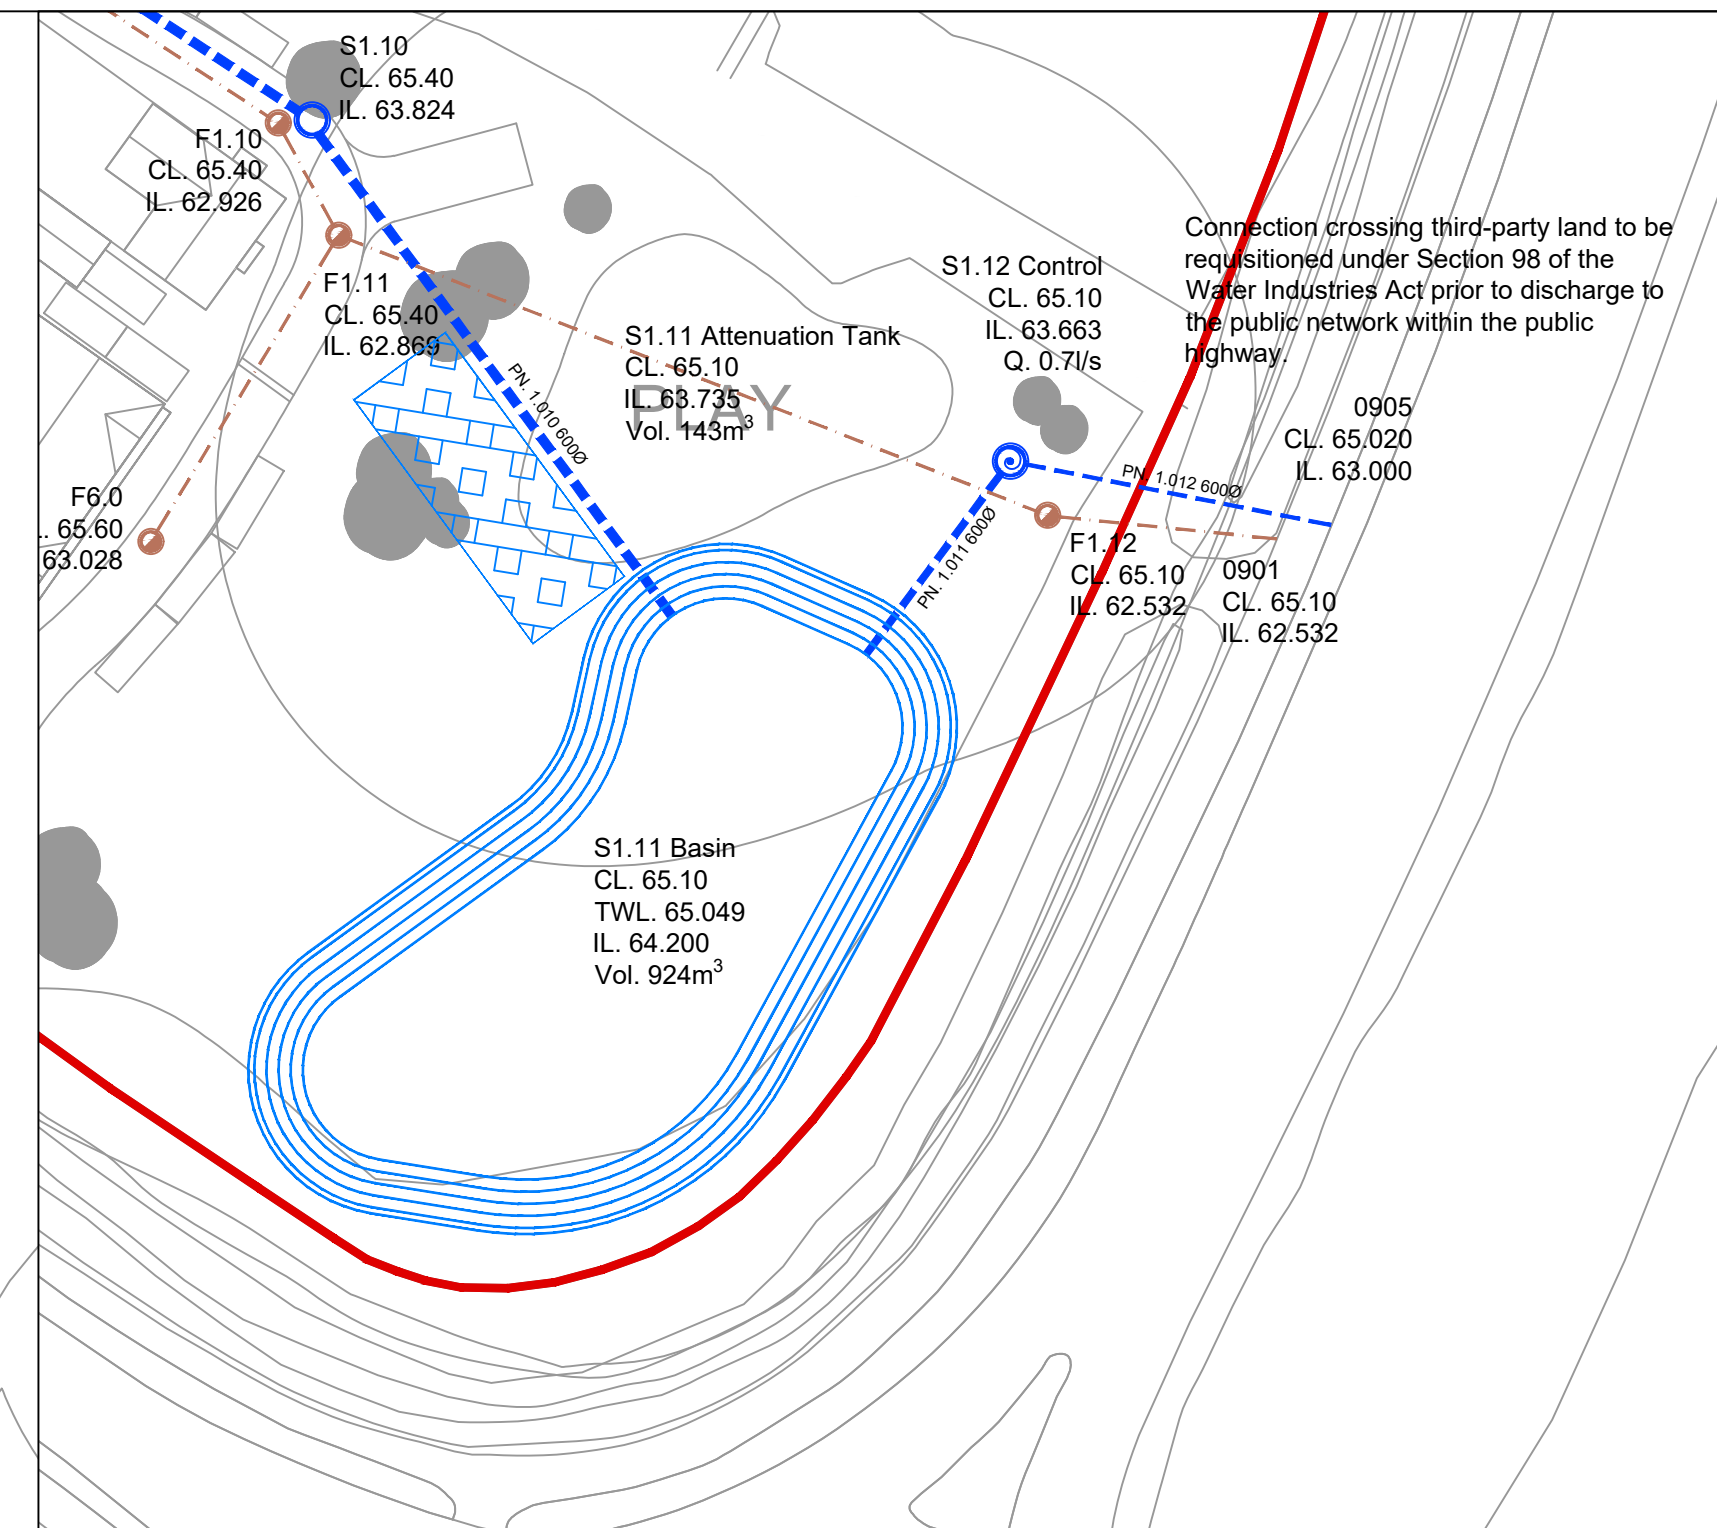 S1.10
CL. 65.40
IL. 63.824
F1.10
CL. 65.40
IL. 62.926
F1.11
CL. 65.40
IL. 62.869
S1.11 Attenuation Tank
CL. 65.10
IL. 63.735
Vol. 143m³
PLAY
PN. 1.010 600Ø
S1.12 Control
CL. 65.10
IL. 63.663
Q. 0.7l/s
Connection crossing third-party land to be
requisitioned under Section 98 of the
Water Industries Act prior to discharge to
the public network within the public
highway.
0905
CL. 65.020
IL. 63.000
PN. 1.012 600Ø
PN. 1.011 600Ø
F1.12
CL. 65.10
IL. 62.532
0901
CL. 65.10
IL. 62.532
F6.0
. 65.60
63.028
S1.11 Basin
CL. 65.10
TWL. 65.049
IL. 64.200
Vol. 924m³